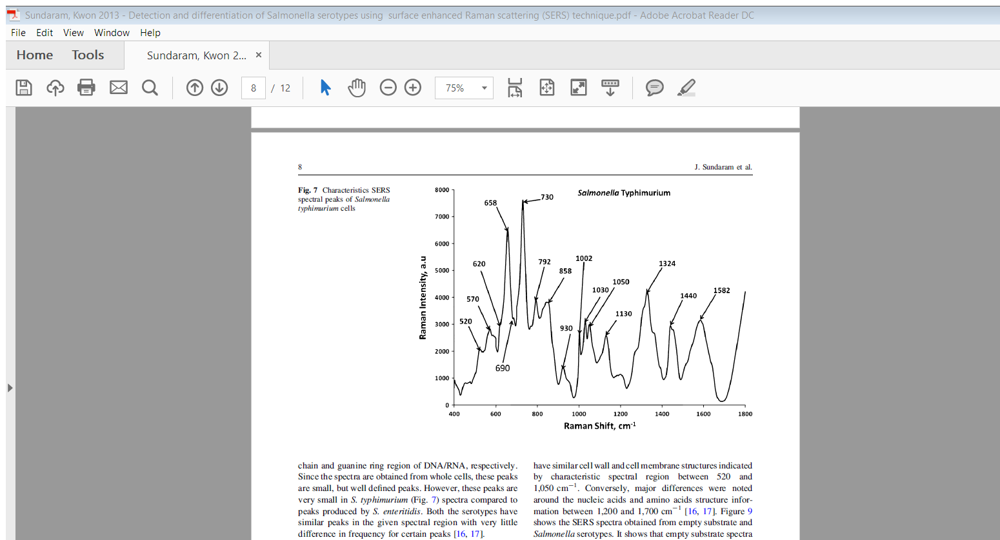 Sundaram, Kwon 2013 - Detection and differentiation of Salmonella serotypes using  surface enhanced Raman scattering (SERS) technique.pdf - Adobe Acrobat Reader DC
File Edit View Window Help
Home Tools Sundaram, Kwon 2... ×
8 / 12 75%
8 J. Sundaram et al.
Fig. 7 Characteristics SERS
spectral peaks of Salmonella
typhimurium cells
Salmonella Typhimurium
Raman Intensity, a.u
8000
7000
6000
5000
4000
3000
2000
1000
0
658
730
620
792
1002
858
1324
570
1030
1050
1440
1582
520
930
1130
690
400 600 800 1000 1200 1400 1600 1800
Raman Shift, cm-1
chain and guanine ring region of DNA/RNA, respectively.
Since the spectra are obtained from whole cells, these peaks
are small, but well defined peaks. However, these peaks are
very small in S. typhimurium (Fig. 7) spectra compared to
peaks produced by S. enteritidis. Both the serotypes have
similar peaks in the given spectral region with very little
difference in frequency for certain peaks [16, 17].
have similar cell wall and cell membrane structures indicated
by characteristic spectral region between 520 and
1,050 cm−1. Conversely, major differences were noted
around the nucleic acids and amino acids structure infor-
mation between 1,200 and 1,700 cm−1 [16, 17]. Figure 9
shows the SERS spectra obtained from empty substrate and
Salmonella serotypes. It shows that empty substrate spectra